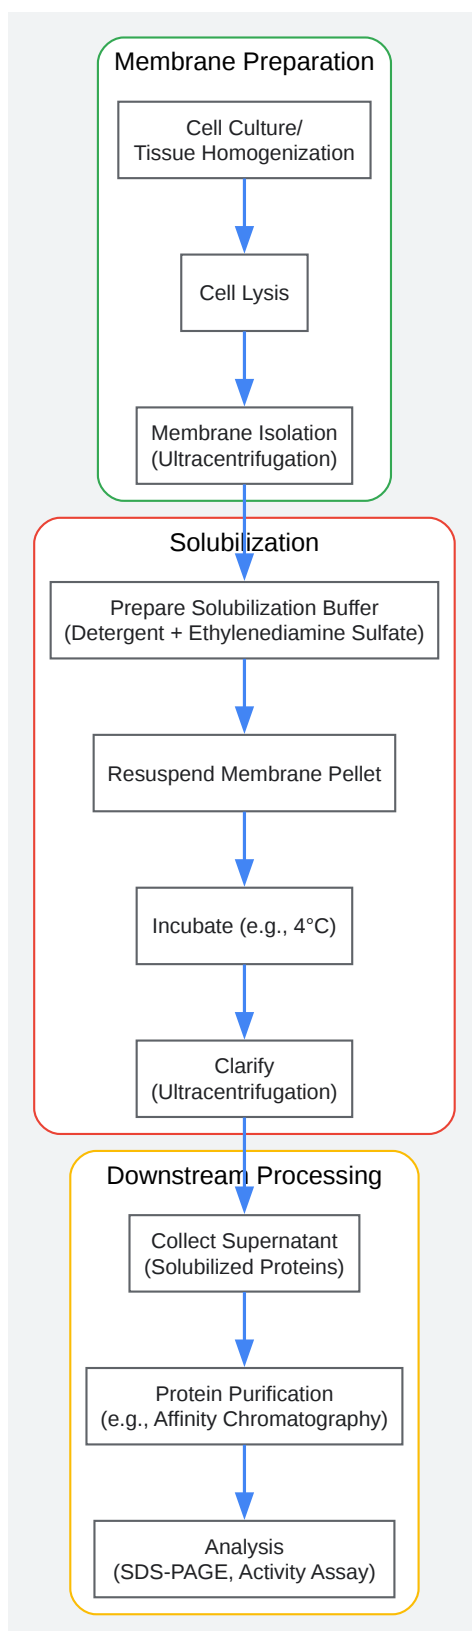 Membrane Preparation
Cell Culture/
Tissue Homogenization
Cell Lysis
Membrane Isolation
(Ultracentrifugation)
Solubilization
Prepare Solubilization Buffer
(Detergent + Ethylenediamine Sulfate)
Resuspend Membrane Pellet
Incubate (e.g., 4°C)
Clarify
(Ultracentrifugation)
Downstream Processing
Collect Supernatant
(Solubilized Proteins)
Protein Purification
(e.g., Affinity Chromatography)
Analysis
(SDS-PAGE, Activity Assay)